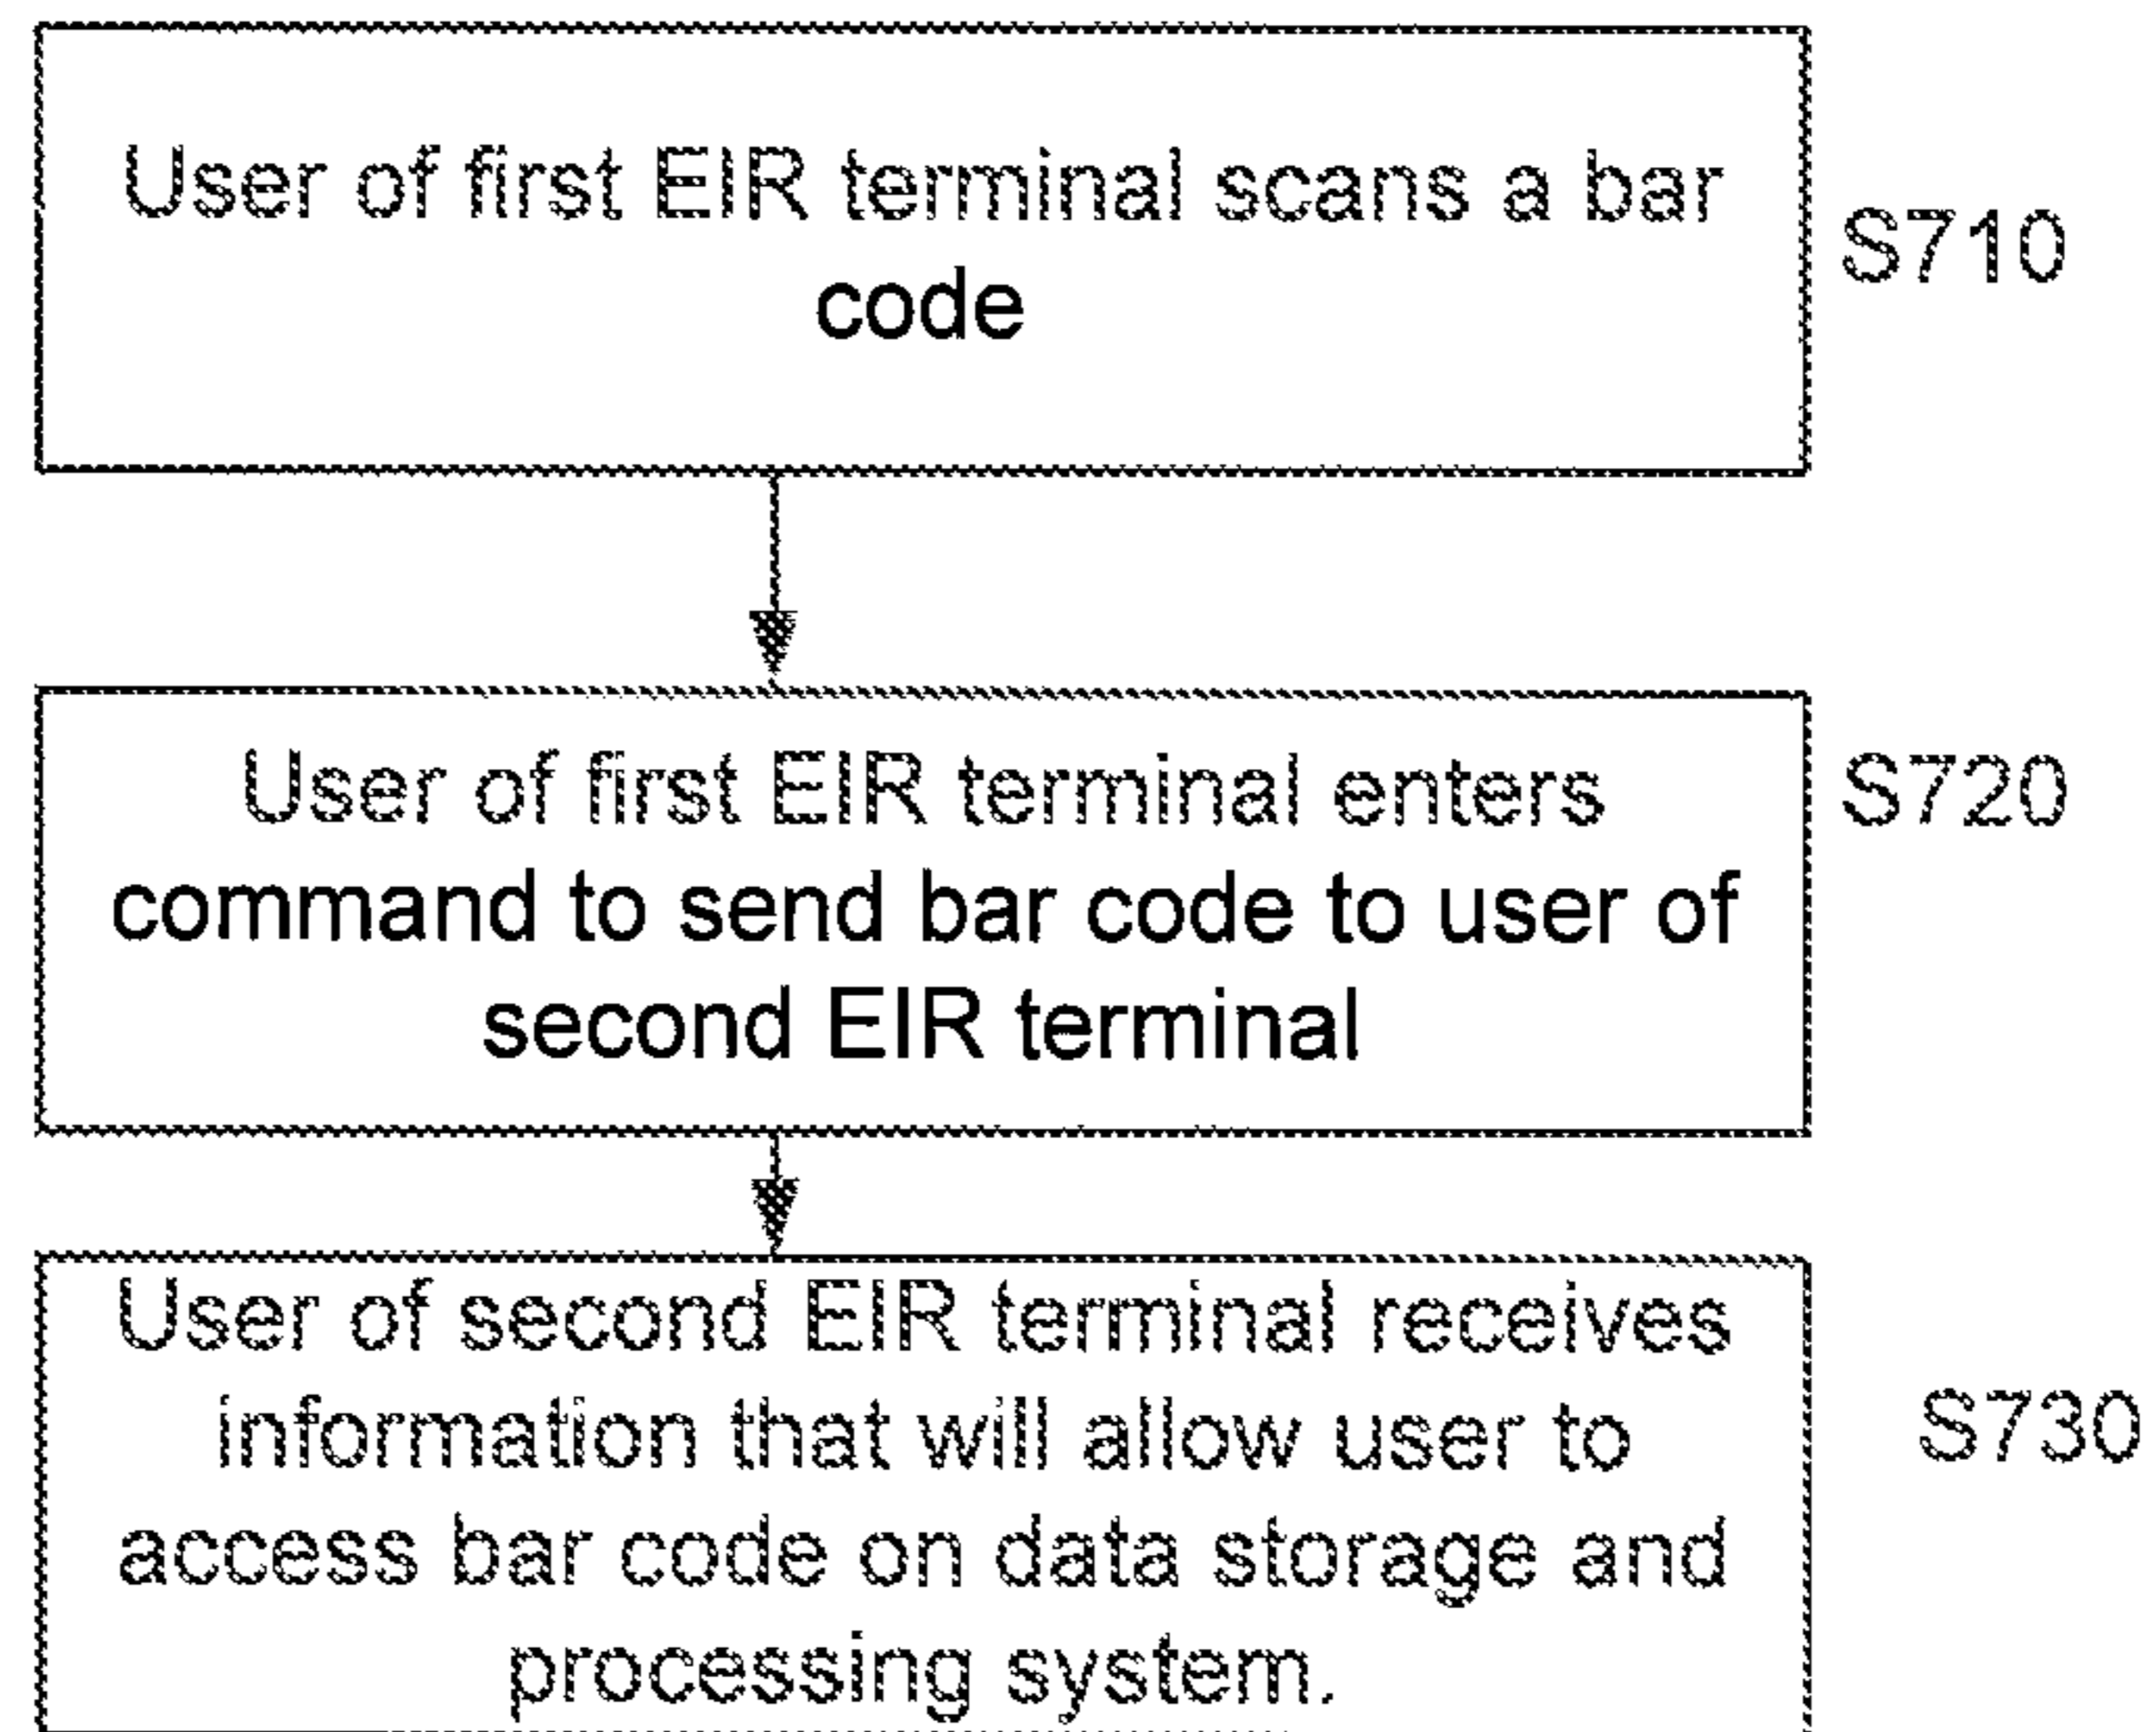 User of first EIR terminal scans a bar
code
S710
User of first EIR terminal enters
command to send bar code to user of
second EIR terminal
S720
User of second EIR terminal receives
information that will allow user to
access bar code on data storage and
processing system.
S730